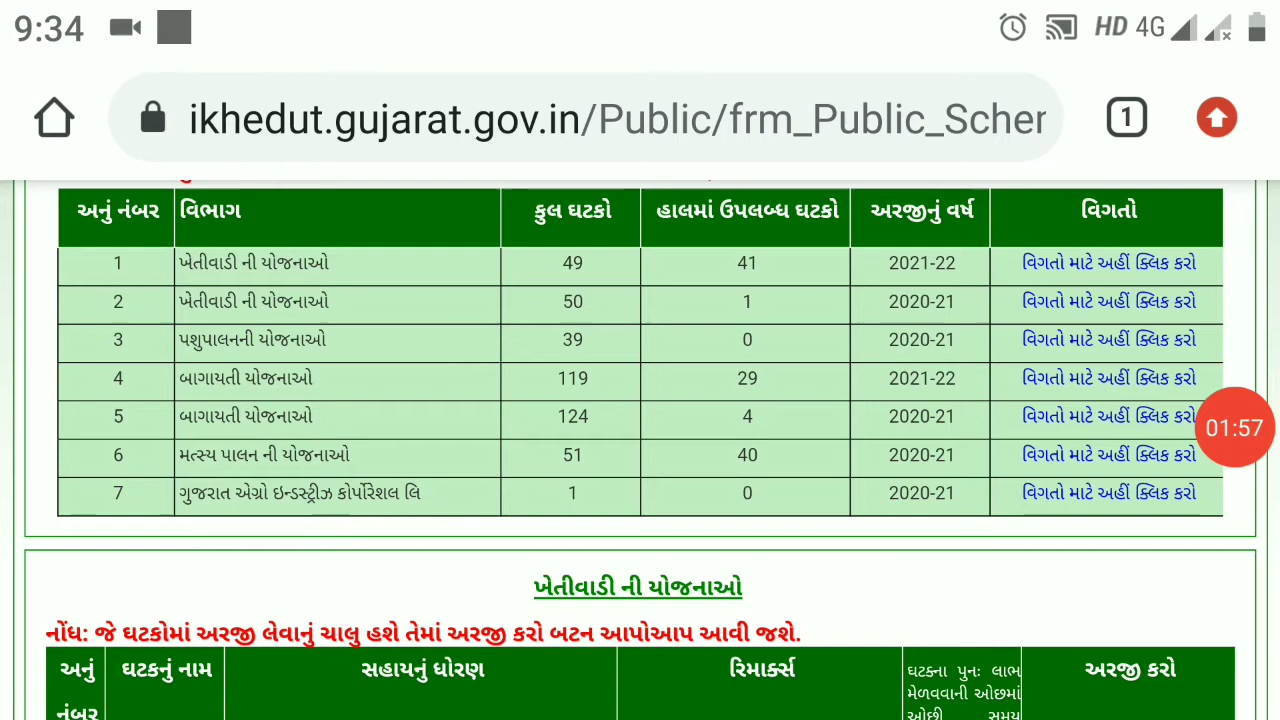 9:34 HD 4G
ikhedut.gujarat.gov.in/Public/frm_Public_Scher 1
અનું નંબર વિભાગ કુલ ઘટકો હાલમાં ઉપલબ્ધ ઘટકો અરજીનું વર્ષ વિગતો
1 ખેતીવાડી ની યોજનાઓ 49 41 2021-22 વિગતો માટે અહીં ક્લિક કરો
2 ખેતીવાડી ની યોજનાઓ 50 1 2020-21 વિગતો માટે અહીં ક્લિક કરો
3 પશુપાલનની યોજનાઓ 39 0 2020-21 વિગતો માટે અહીં ક્લિક કરો
4 બાગાયતી યોજનાઓ 119 29 2021-22 વિગતો માટે અહીં ક્લિક કરો
5 બાગાયતી યોજનાઓ 124 4 2020-21 વિગતો માટે અહીં ક્લિક કરો
01:57
6 મત્સ્ય પાલન ની યોજનાઓ 51 40 2020-21 વિગતો માટે અહીં ક્લિક કરો
7 ગુજરાત એગ્રો ઇન્ડસ્ટ્રીઝ કોર્પોરેશલ લિ 1 0 2020-21 વિગતો માટે અહીં ક્લિક કરો
ખેતીવાડી ની યોજનાઓ
નોંધ: જે ઘટકોમાં અરજી લેવાનું ચાલુ હશે તેમાં અરજી કરો બટન આપોઆપ આવી જશે.
અનું ઘટકનું નામ સહાયનું ધોરણ રિમાર્ક્સ ઘટકના પુનઃ લાભ અરજી કરો
મેળવવાની ઓછમાં
નંબર ઓછી સમય